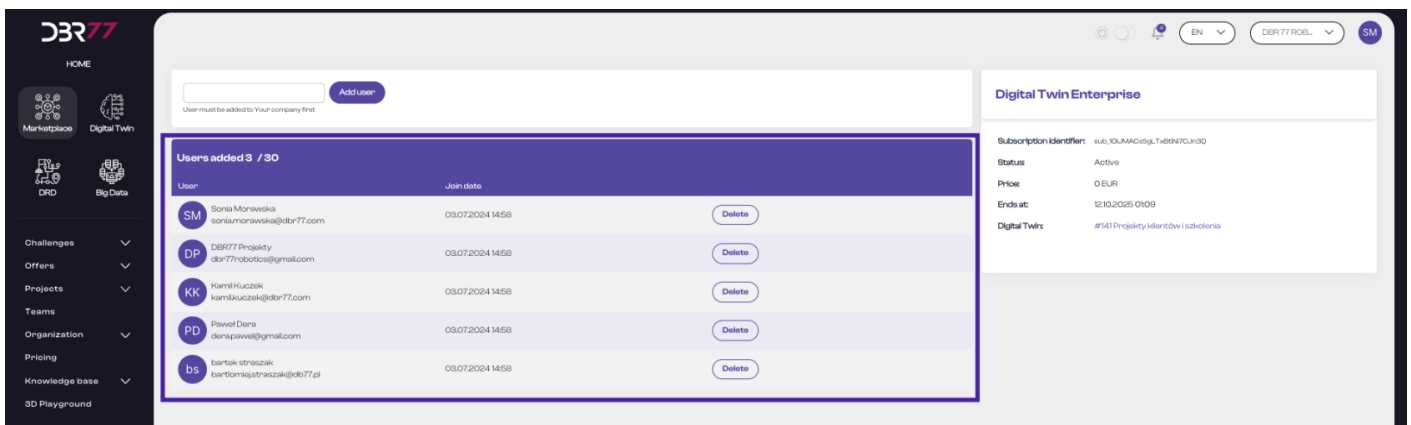 DBR77
HOME
Marketplace
Digital Twin
DRD
Big Data
Challenges
Offers
Projects
Teams
Organization
Pricing
Knowledge base
3D Playground
EN
DBR 77 ROB...
SM
Add user
User must be added to Your company first
Users added 3 / 30
User Join date
SM Sonia Morawska 03.07.2024 14:58 Delete
sonia.morawska@dbr77.com
DP DBR77 Projekty 03.07.2024 14:58 Delete
dbr77robotics@gmail.com
KK Kamil Kuczek 03.07.2024 14:58 Delete
kamil.kuczek@dbr77.com
PD Paweł Dera 03.07.2024 14:58 Delete
dera.pawel@gmail.com
bs bartek straszak 03.07.2024 14:58 Delete
bartlomiej.straszak@db77.pl
Digital Twin Enterprise
Subscription identifier:
Status: Active
Price: 0 EUR
Ends at: 12.10.2025 01:09
Digital Twin: #141 Projekty klientów i szkolenia